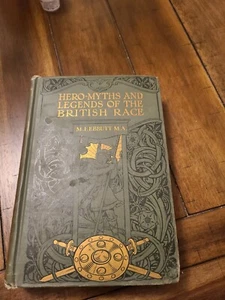 HERO-MYTHS AND
LEGENDS OF THE
BRITISH RACE
M.I.EBBUTT M.A.